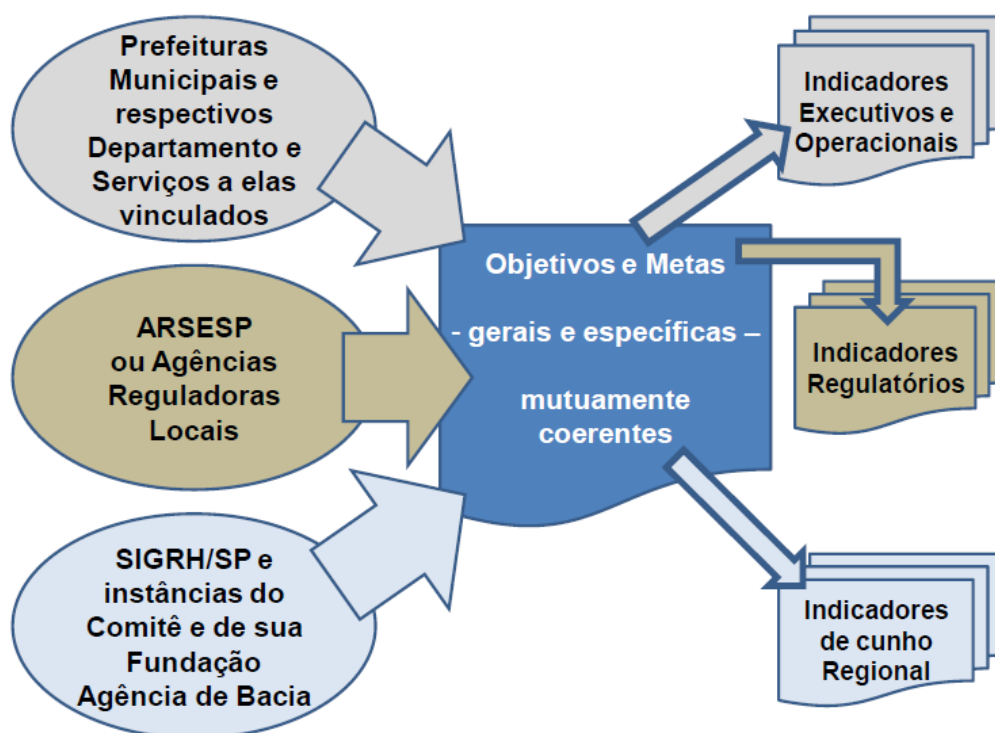 Prefeituras
Municipais e
respectivos
Departamento e
Serviços a elas
vinculados
ARSESP
ou Agências
Reguladoras
Locais
SIGRH/SP e
instâncias do
Comitê e de sua
Fundação
Agência de Bacia
Objetivos e Metas
- gerais e específicas –
mutuamente
coerentes
Indicadores
Executivos e
Operacionais
Indicadores
Regulatórios
Indicadores
de cunho
Regional